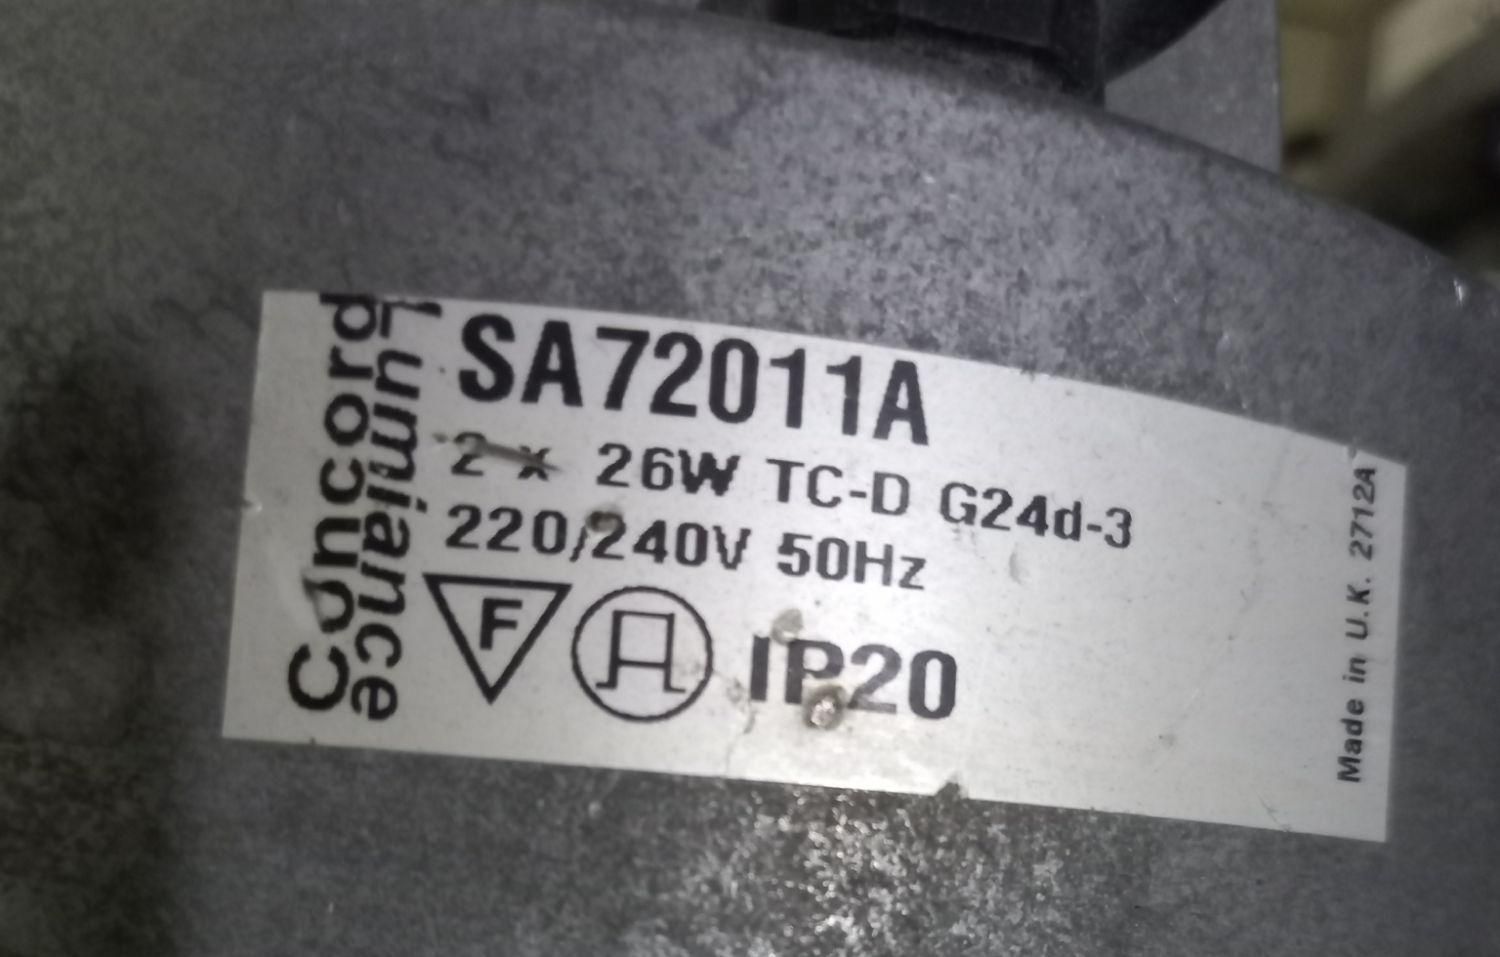 Concord
Lumiance
SA72011A
2 x 26W TC-D G24d-3
220/240V 50Hz
F
IP20
Made in U.K. 2712A